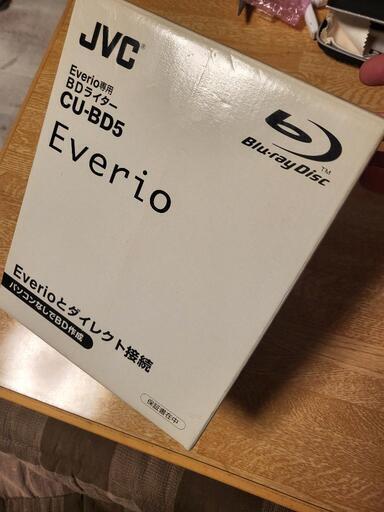 JVC®
Everio専用
BDライター
CU-BD5
Everio
Blu-ray Disc™
Everioとダイレクト接続
パソコンなしでBD作成
保証書在中